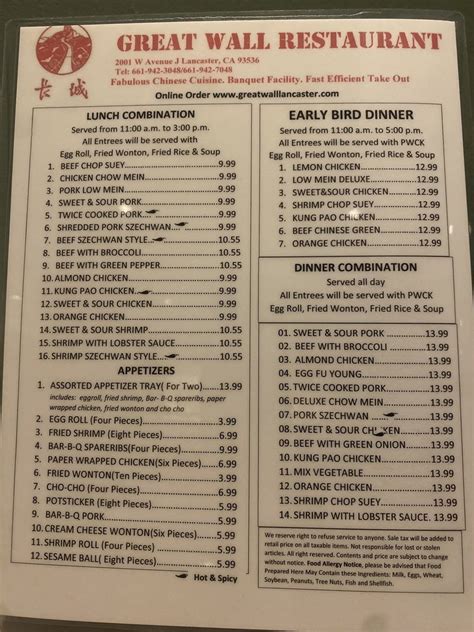 长城
GREAT WALL RESTAURANT
2001 W Avenue J Lancaster, CA 93536
Tel: 661-942-3048/661-942-7048
Fabulous Chinese Cuisine. Banquet Facility. Fast Efficient Take Out
Online Order www.greatwalllancaster.com
LUNCH COMBINATION
Served from 11:00 a.m. to 3:00 p.m.
All Entrees will be served with
Egg Roll, Fried Wonton, Fried Rice & Soup
1. BEEF CHOP SUEY 9.99
2. CHICKEN CHOW MEIN 9.99
3. PORK LOW MEIN 9.99
4. SWEET & SOUR PORK 9.99
5. TWICE COOKED PORK 9.99
6. SHREDDED PORK SZECHWAN 9.99
7. BEEF SZECHWAN STYLE 10.55
8. BEEF WITH BROCCOLI 10.55
9. BEEF WITH GREEN PEPPER 10.55
10. ALMOND CHICKEN 9.99
11. KUNG PAO CHICKEN 9.99
12. SWEET & SOUR CHICKEN 9.99
13. ORANGE CHICKEN 9.99
14. SWEET & SOUR SHRIMP 10.55
15. SHRIMP WITH LOBSTER SAUCE 10.55
16. SHRIMP SZECHWAN STYLE 10.55
APPETIZERS
1. ASSORTED APPETIZER TRAY( For Two) 13.99
includes: eggroll, fried shrimp, Bar- B-Q spareribs, paper
wrapped chicken, fried wonton and cho cho
2. EGG ROLL (Four Pieces) 3.99
3. FRIED SHRIMP (Eight Pieces) 6.99
4. BAR-B-Q SPARERIBS(Four Pieces) 6.99
5. PAPER WRAPPED CHICKEN(Six Pieces) 5.99
6. FRIED WONTON(Ten Pieces) 5.99
7. CHO-CHO (Four Pieces) 5.99
8. POTSTICKER (Eight Pieces) 5.99
9. BAR-B-Q PORK
10. CREAM CHEESE WONTON(Six Pieces) 5.99
11. SHRIMP ROLL (Four Pieces) 5.99
12. SESAME BALL( Eight Pieces) 5.99
Hot & Spicy
EARLY BIRD DINNER
Served from 11:00 a.m. to 5:00 p.m.
All Entrees will be served with PWCK
Egg Roll, Fried Wonton, Fried Rice & Soup
1. LEMON CHICKEN 12.99
2. LOW MEIN DELUXE 12.99
3. SWEET&SOUR CHICKEN 12.99
4. SHRIMP CHOP SUEY 12.99
5. KUNG PAO CHICKEN 12.99
6. BEEF CHINESE GREEN 12.99
7. ORANGE CHICKEN 12.99
DINNER COMBINATION
Served all day
All Entrees will be served with PWCK
Egg Roll, Fried Wonton, Fried Rice & Soup
01. SWEET & SOUR PORK 13.99
02. BEEF WITH BROCCOLI 13.99
03. ALMOND CHICKEN 13.99
04. EGG FU YOUNG 13.99
05. TWICE COOKED PORK 13.99
06. DELUXE CHOW MEIN 13.99
07. PORK SZECHWAN 13.99
08. SWEET & SOUR CHICKEN 13.99
09. BEEF WITH GREEN ONION 13.99
10. KUNG PAO CHICKEN 13.99
11. MIX VEGETABLE 13.99
12. ORANGE CHICKEN 13.99
13. SHRIMP CHOP SUEY 13.99
14. SHRIMP WITH LOBSTER SAUCE. 13.99
We reserve right to refuse service to anyone. Sale tax will be added to
retail price on all taxable items. Not responsible for lost or stolen
articles. All right reserved. Contents and price are subject to change
without notice. Food Allergy Notice, please be advised that Food
Prepared Here May Contain these Ingredients: Milk, Eggs, Wheat,
Soybean, Peanuts, Tree Nuts, Fish and Shellfish.